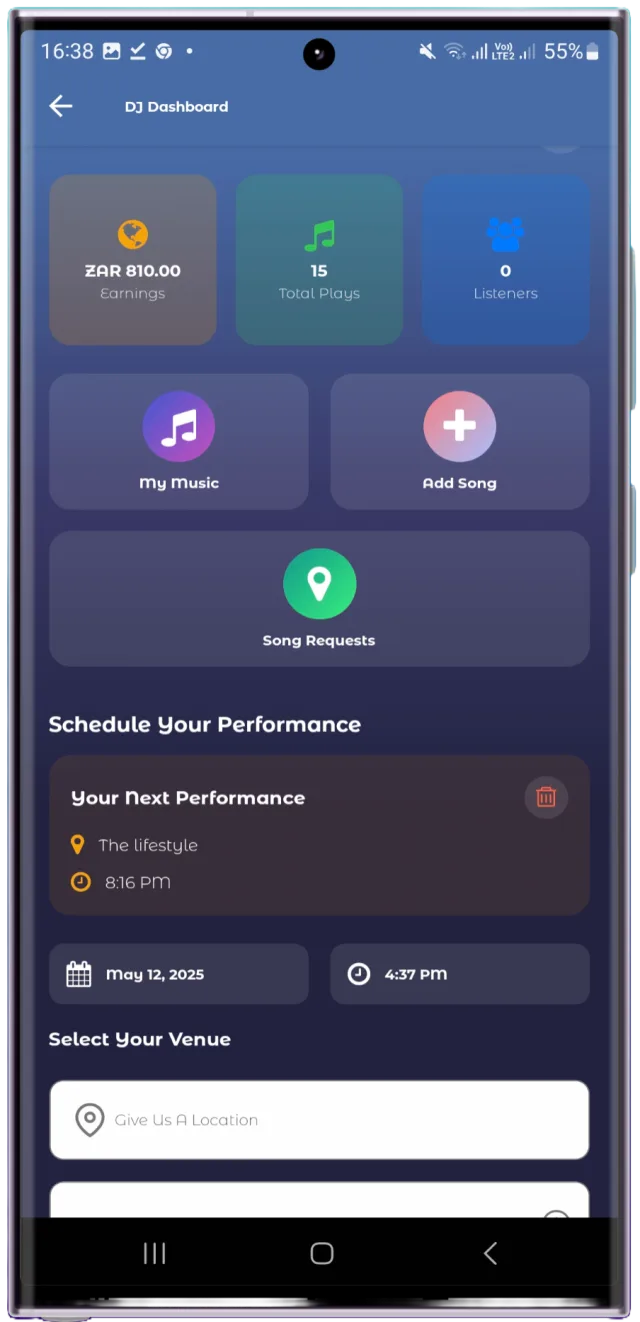 16:38 Vo) LTE2 55%
DJ Dashboard
ZAR 810.00
Earnings
15
Total Plays
0
Listeners
My Music
Add Song
Song Requests
Schedule Your Performance
Your Next Performance
The lifestyle
8:16 PM
May 12, 2025
4:37 PM
Select Your Venue
Give Us A Location